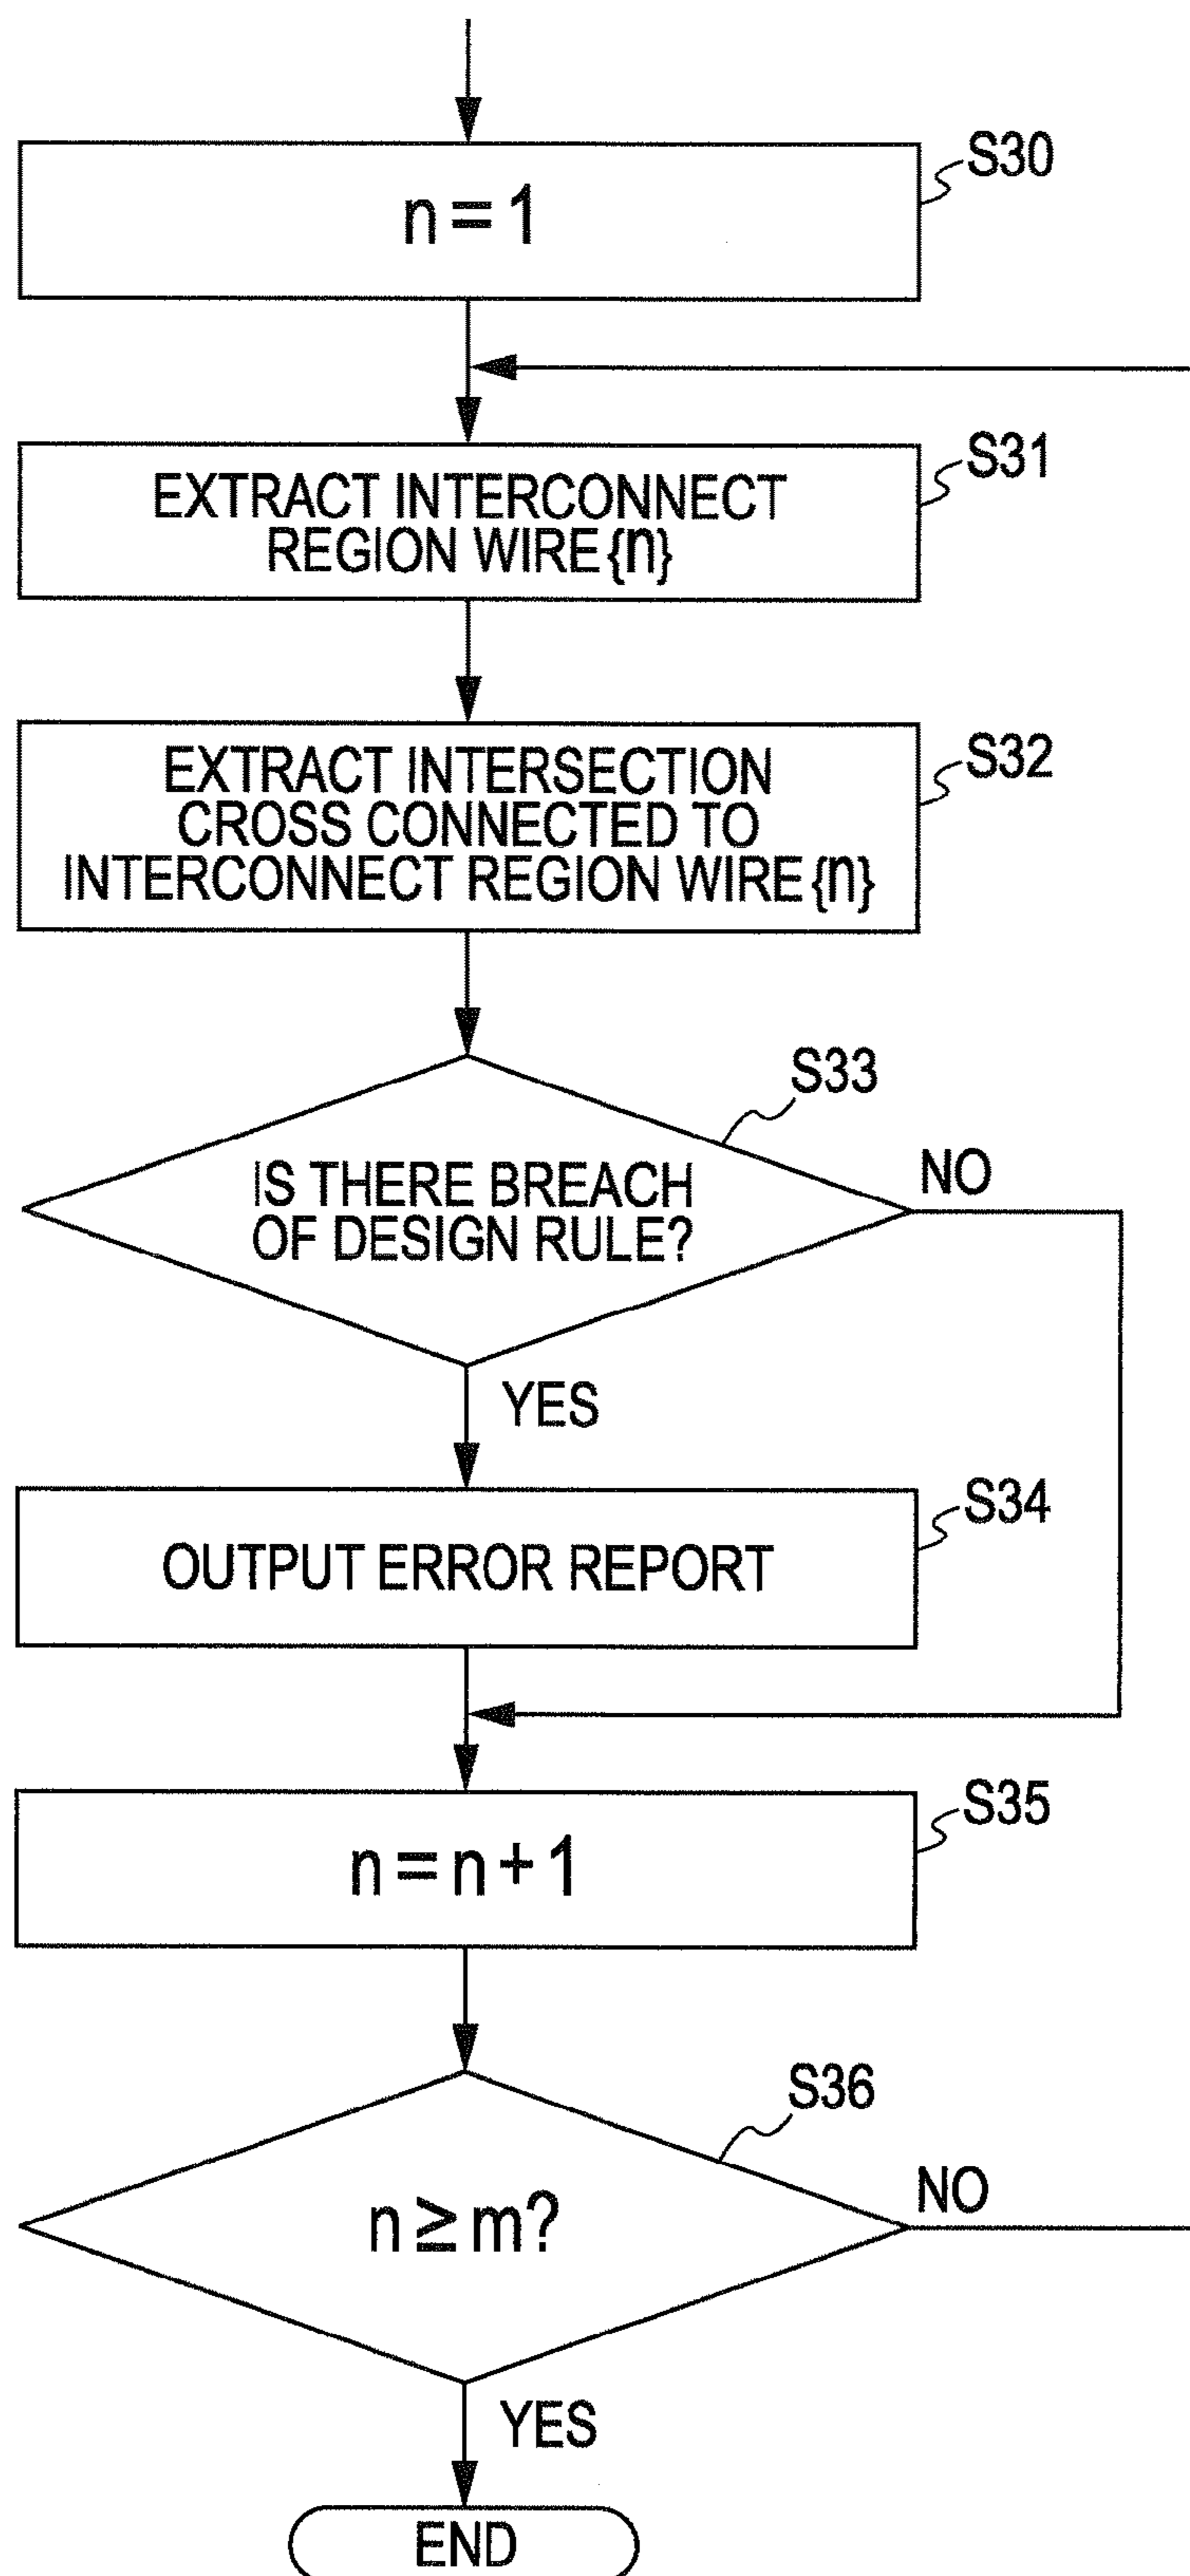 S30
n = 1
S31
EXTRACT INTERCONNECT
REGION WIRE {n}
S32
EXTRACT INTERSECTION
CROSS CONNECTED TO
INTERCONNECT REGION WIRE {n}
S33
IS THERE BREACH
OF DESIGN RULE?
NO
YES
S34
OUTPUT ERROR REPORT
S35
n = n + 1
S36
n ≧ m?
NO
YES
END